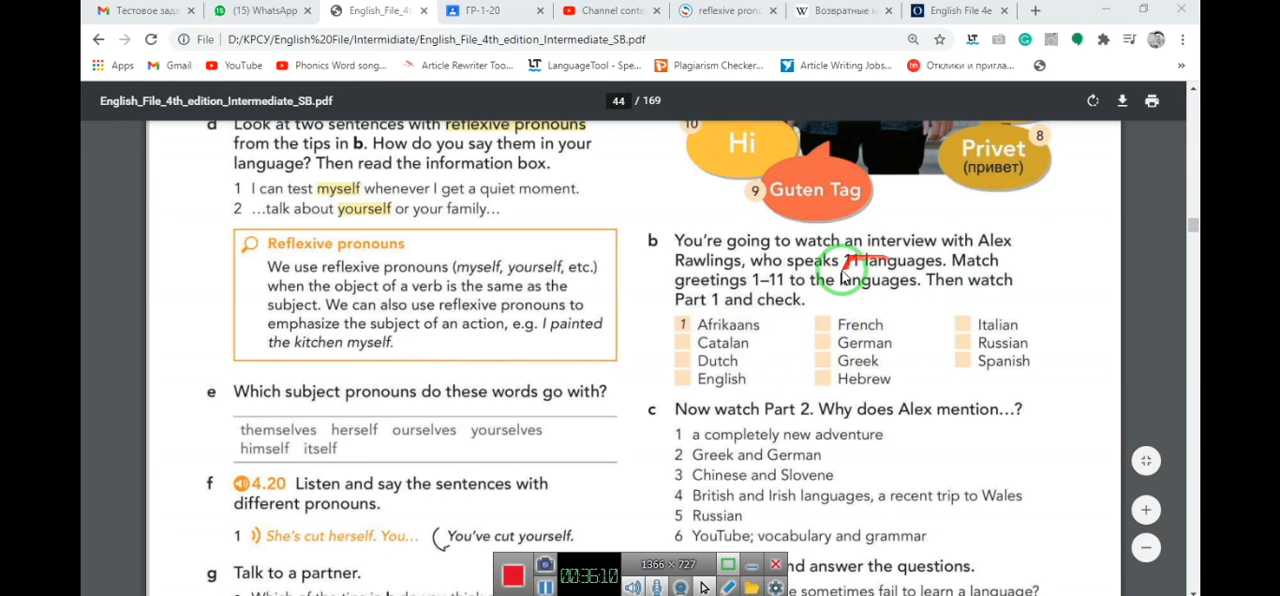 Тестовое зада
(15) WhatsApp
English_File_4t
ГР-1-20
Channel conte
reflexive pron
Возвратные м
English File 4e
File D:/КРСУ/English%20File/Intermidiate/English_File_4th_edition_Intermediate_SB.pdf
Apps
Gmail
YouTube
Phonics Word song...
Article Rewriter Too...
LanguageTool - Spe...
Plagiarism Checker...
Article Writing Jobs...
Отклики и пригла...
English_File_4th_edition_Intermediate_SB.pdf
44 / 169
d Look at two sentences with reflexive pronouns
from the tips in b. How do you say them in your
language? Then read the information box.
1 I can test myself whenever I get a quiet moment.
2 …talk about yourself or your family…
Reflexive pronouns
We use reflexive pronouns (myself, yourself, etc.)
when the object of a verb is the same as the
subject. We can also use reflexive pronouns to
emphasize the subject of an action, e.g. I painted
the kitchen myself.
e Which subject pronouns do these words go with?
themselves herself ourselves yourselves
himself itself
f 4.20 Listen and say the sentences with
different pronouns.
1 She's cut herself. You… You've cut yourself.
g Talk to a partner.
10
Hi
8
Privet
(привет)
9
Guten Tag
b You're going to watch an interview with Alex
Rawlings, who speaks 11 languages. Match
greetings 1–11 to the languages. Then watch
Part 1 and check.
1 Afrikaans French Italian
Catalan German Russian
Dutch Greek Spanish
English Hebrew
c Now watch Part 2. Why does Alex mention…?
1 a completely new adventure
2 Greek and German
3 Chinese and Slovene
4 British and Irish languages, a recent trip to Wales
5 Russian
6 YouTube; vocabulary and grammar
nd answer the questions.
e sometimes fail to learn a language?
1366 × 727
00:36:10